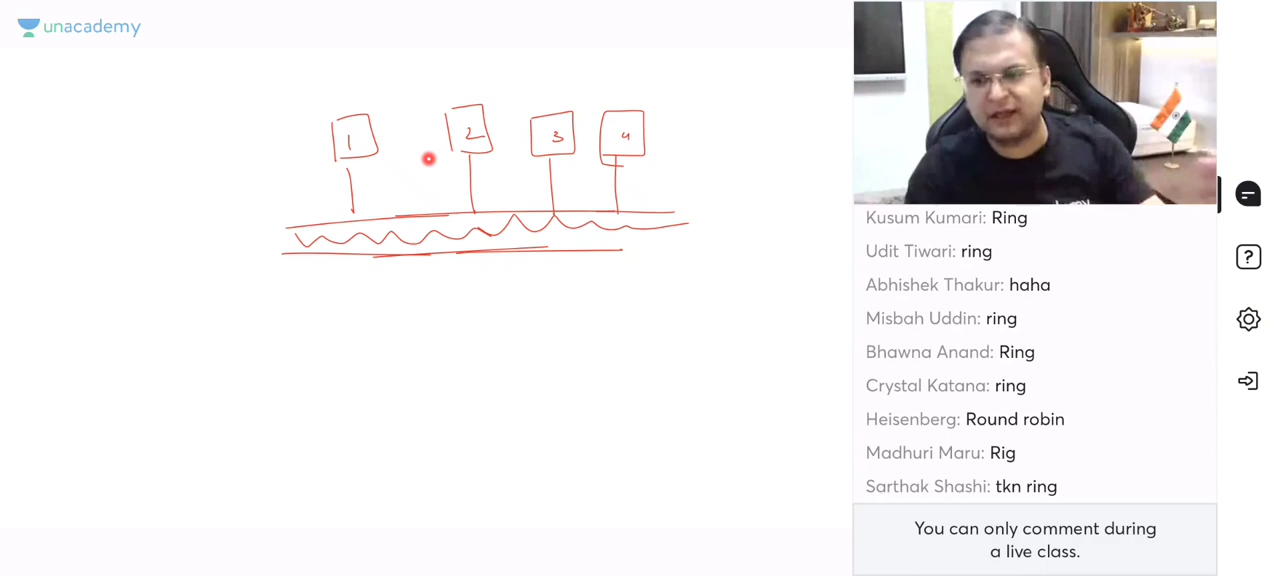 unacademy
1 2 3 4
Kusum Kumari: Ring
Udit Tiwari: ring
Abhishek Thakur: haha
Misbah Uddin: ring
Bhawna Anand: Ring
Crystal Katana: ring
Heisenberg: Round robin
Madhuri Maru: Rig
Sarthak Shashi: tkn ring
You can only comment during
a live class.
?